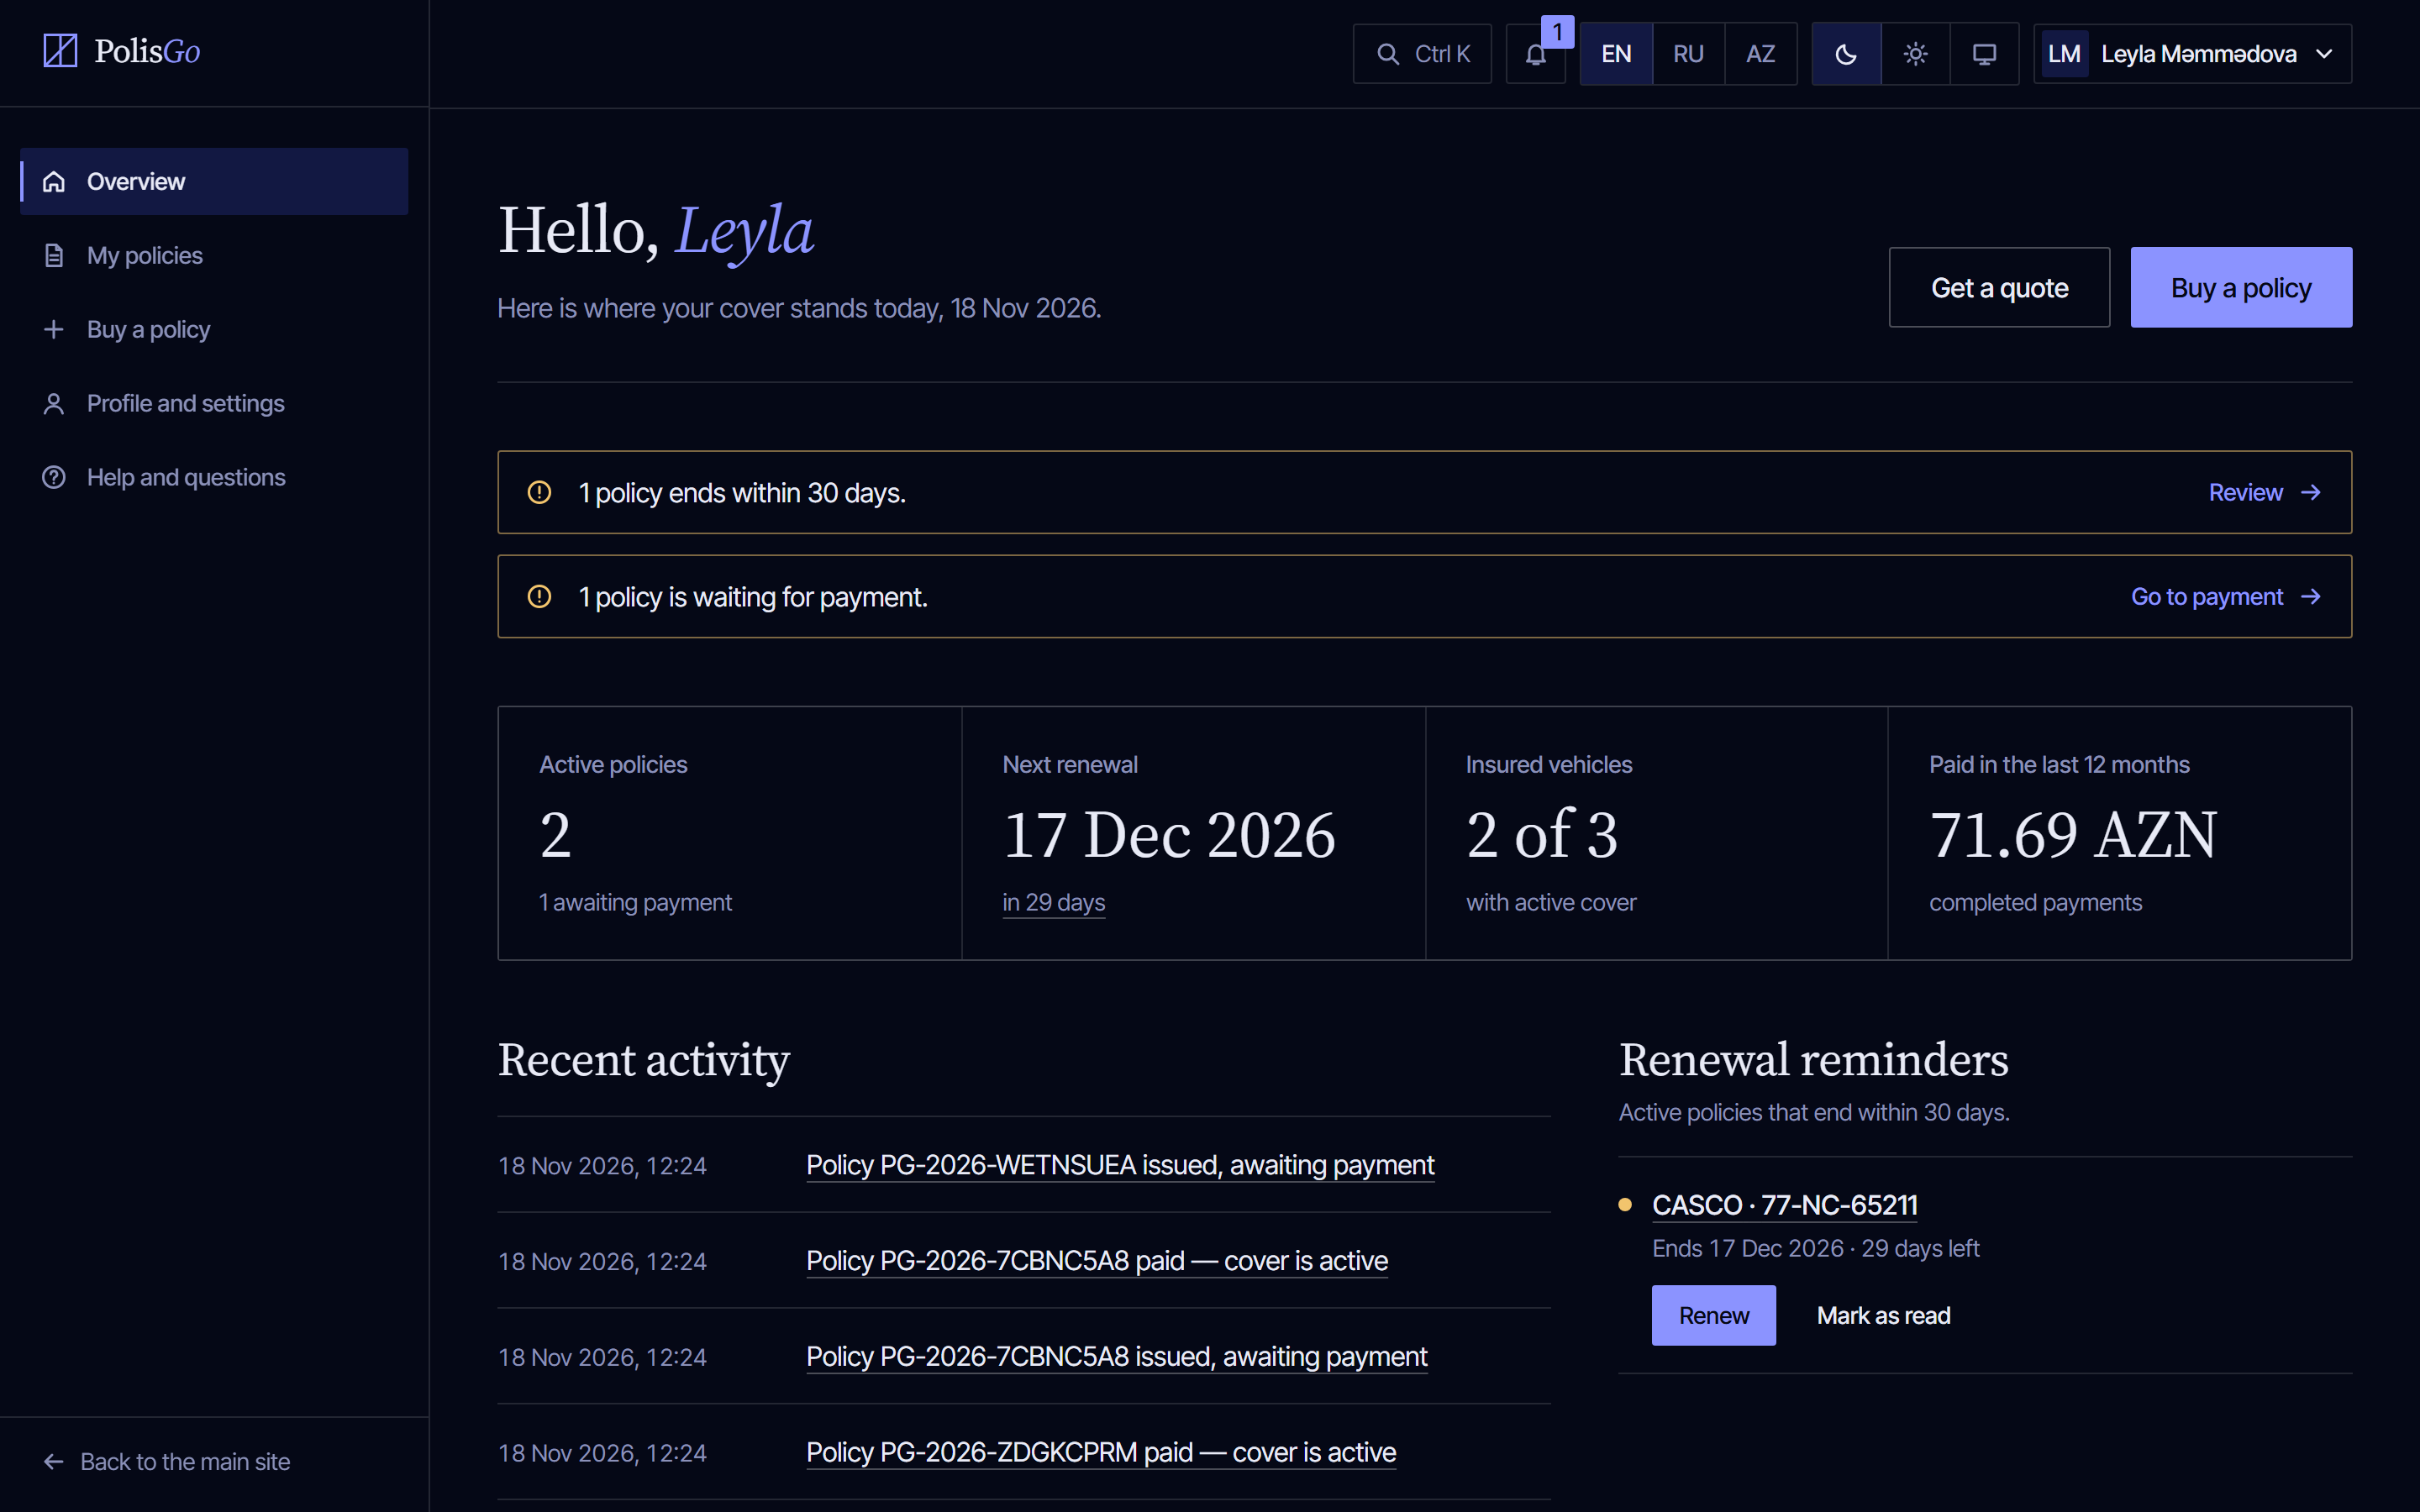 PolisGo
Ctrl K
1
EN
RU
AZ
LM
Leyla Məmmədova
Overview
My policies
Buy a policy
Profile and settings
Help and questions
Back to the main site
Hello, Leyla
Here is where your cover stands today, 18 Nov 2026.
Get a quote
Buy a policy
1 policy ends within 30 days.
Review
1 policy is waiting for payment.
Go to payment
Active policies
2
1 awaiting payment
Next renewal
17 Dec 2026
in 29 days
Insured vehicles
2 of 3
with active cover
Paid in the last 12 months
71.69 AZN
completed payments
Recent activity
18 Nov 2026, 12:24
Policy PG-2026-WETNSUEA issued, awaiting payment
18 Nov 2026, 12:24
Policy PG-2026-7CBNC5A8 paid — cover is active
18 Nov 2026, 12:24
Policy PG-2026-7CBNC5A8 issued, awaiting payment
18 Nov 2026, 12:24
Policy PG-2026-ZDGKCPRM paid — cover is active
Renewal reminders
Active policies that end within 30 days.
CASCO · 77-NC-65211
Ends 17 Dec 2026 · 29 days left
Renew
Mark as read